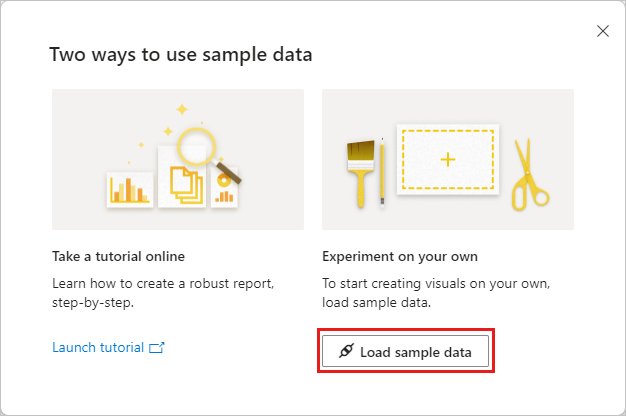 Two ways to use sample data
Take a tutorial online
Learn how to create a robust report,
step-by-step.
Launch tutorial
Experiment on your own
To start creating visuals on your own,
load sample data.
Load sample data